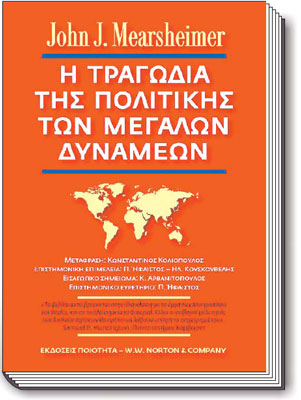 John J. Mearsheimer
Η ΤΡΑΓΩΔΙΑ
ΤΗΣ ΠΟΛΙΤΙΚΗΣ
ΤΩΝ ΜΕΓΑΛΩΝ
ΔΥΝΑΜΕΩΝ
ΜΕΤΑΦΡΑΣΗ: ΚΩΝΣΤΑΝΤΙΝΟΣ ΚΟΛΙΟΠΟΥΛΟΣ
ΕΠΙΣΤΗΜΟΝΙΚΗ ΕΠΙΜΕΛΕΙΑ: Π. ΗΦΑΙΣΤΟΣ – ΗΛ. ΚΟΥΣΚΟΥΒΕΛΗΣ
ΕΙΣΑΓΩΓΙΚΟ ΣΗΜΕΙΩΜΑ: Κ. ΑΡΒΑΝΙΤΟΠΟΥΛΟΣ
ΕΠΙΣΤΗΜΟΝΙΚΟ ΕΥΡΕΤΗΡΙΟ: Π. ΗΦΑΙΣΤΟΣ
ΕΚΔΟΣΕΙΣ ΠΟΙΟΤΗΤΑ – W.W. NORTON & COMPANY